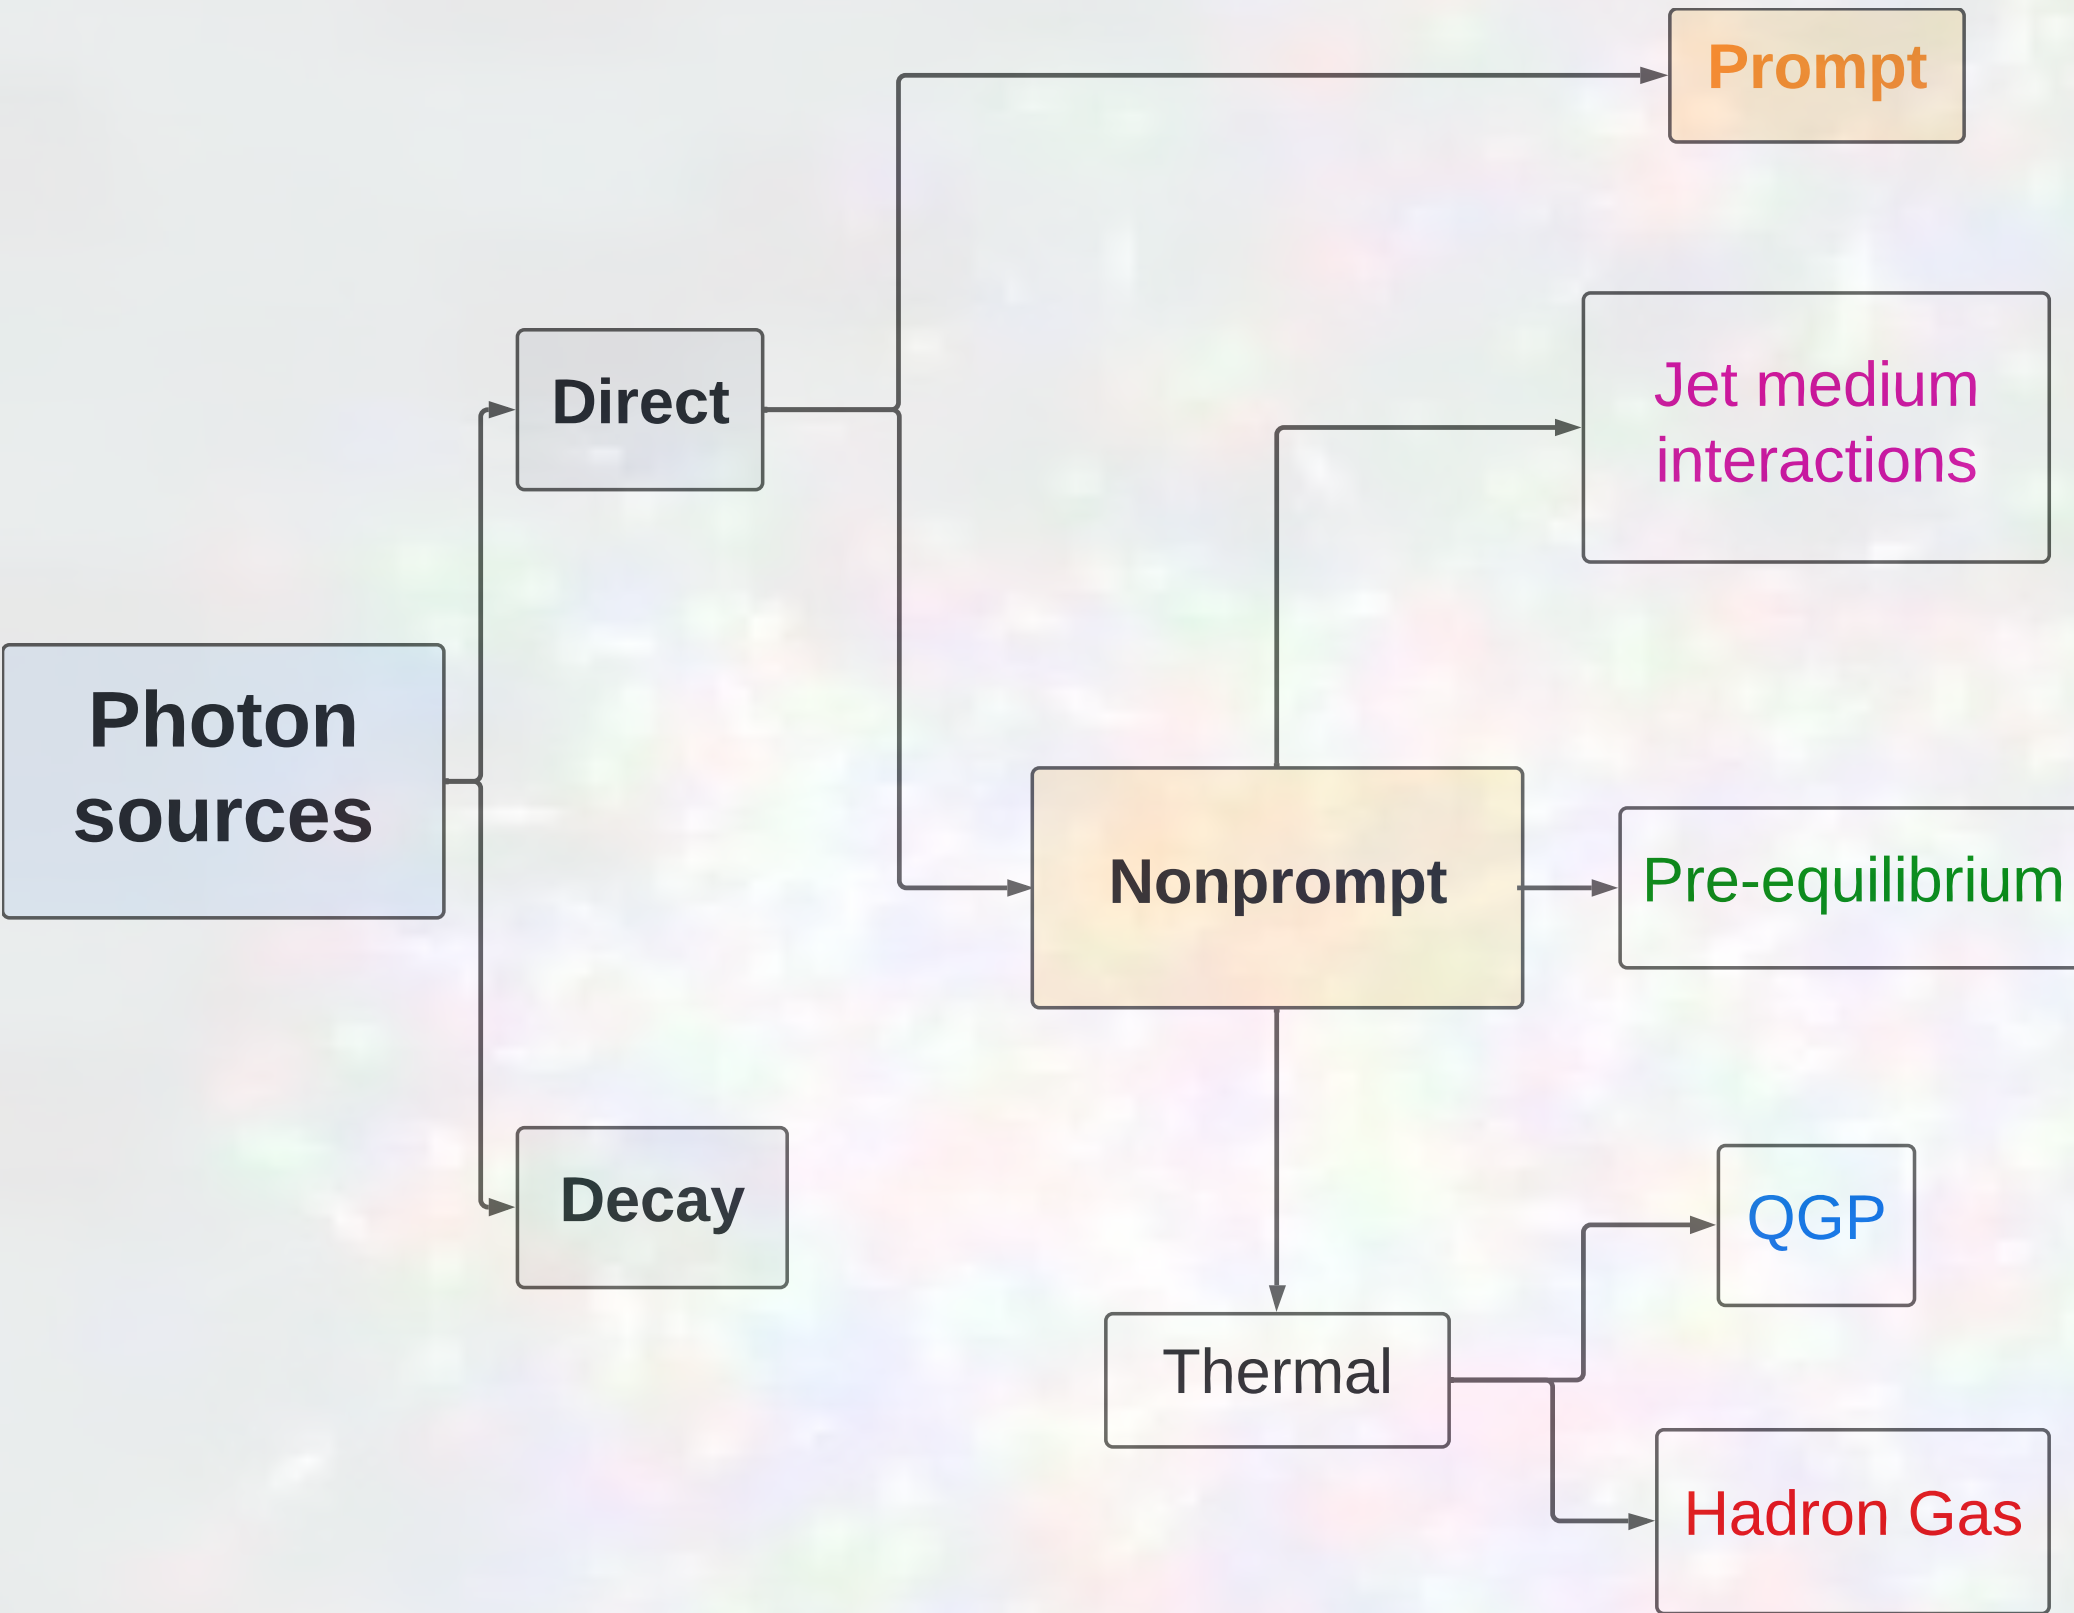 Prompt
Direct
Jet medium
interactions
Photon
sources
Nonprompt
Pre-equilibrium
Decay
QGP
Thermal
Hadron Gas